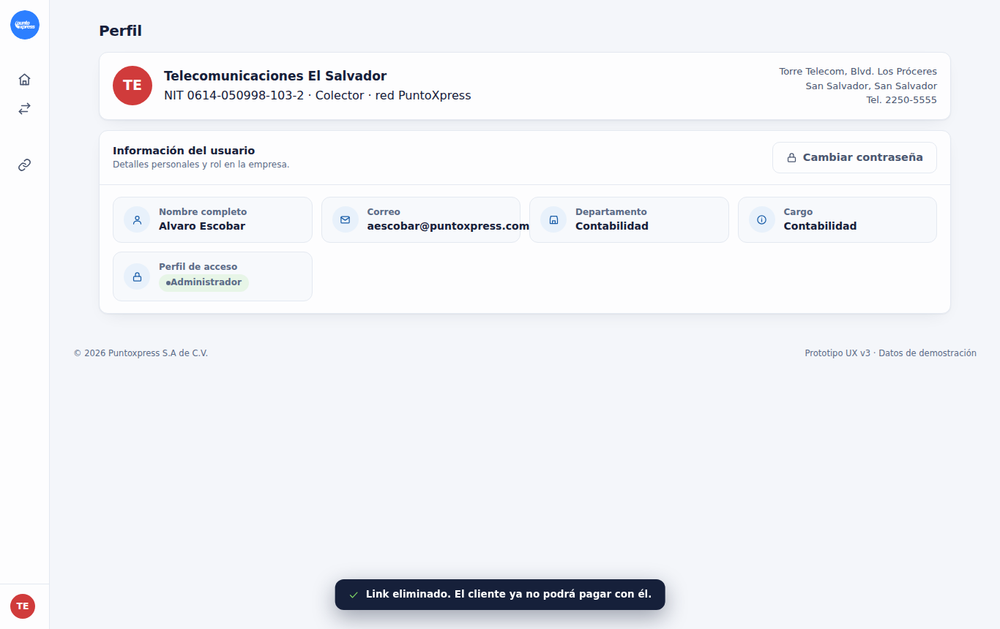 punto
xpress
Perfil
TE
Telecomunicaciones El Salvador
NIT 0614-050998-103-2 · Colector · red PuntoXpress
Torre Telecom, Blvd. Los Próceres
San Salvador, San Salvador
Tel. 2250-5555
Información del usuario
Detalles personales y rol en la empresa.
Cambiar contraseña
Nombre completo
Alvaro Escobar
Correo
aescobar@puntoxpress.com
Departamento
Contabilidad
Cargo
Contabilidad
Perfil de acceso
Administrador
© 2026 Puntoxpress S.A de C.V.
Prototipo UX v3 · Datos de demostración
Link eliminado. El cliente ya no podrá pagar con él.
TE